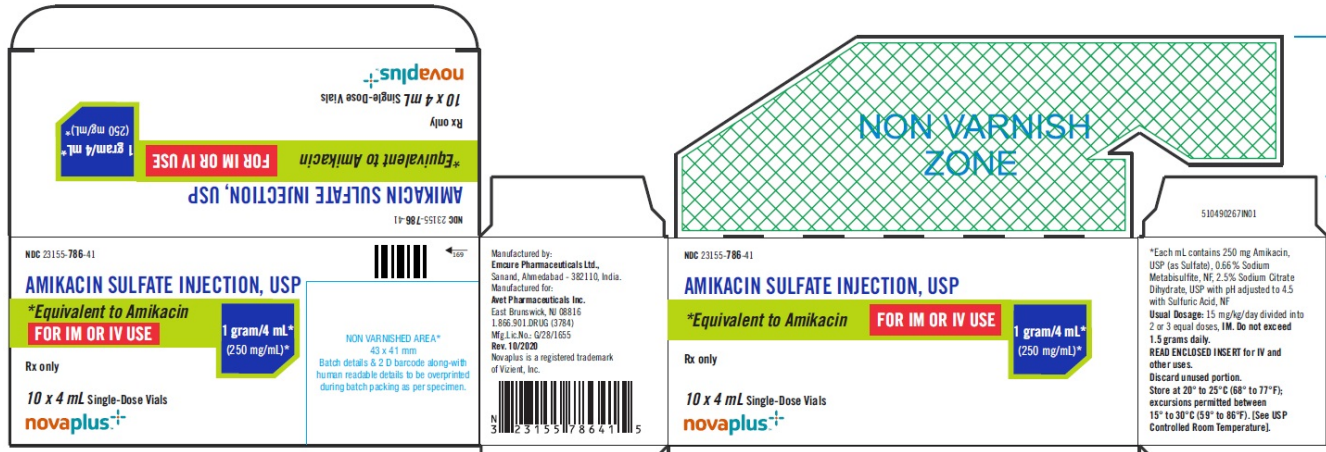 novaplus
10 x 4 mL Single-Dose Vials
Rx only
1 gram/4 mL*
(250 mg/mL)*
*Equivalent to Amikacin
FOR IM OR IV USE
AMIKACIN SULFATE INJECTION, USP
NDC 23155-786-41
NDC 23155-786-41
169
AMIKACIN SULFATE INJECTION, USP
*Equivalent to Amikacin
FOR IM OR IV USE
1 gram/4 mL*
(250 mg/mL)*
Rx only
10 x 4 mL Single-Dose Vials
novaplus
NON VARNISHED AREA*
43 x 41 mm
Batch details & 2 D barcode along-with
human readable details to be overprinted
during batch packing as per specimen.
Manufactured by:
Emcure Pharmaceuticals Ltd.,
Sanand, Ahmedabad - 382110, India.
Manufactured for:
Avet Pharmaceuticals Inc.
East Brunswick, NJ 08816
1.866.901.DRUG (3784)
Mfg.Lic.No.: G/28/1655
Rev. 10/2020
Novaplus is a registered trademark
of Vizient, Inc.
N
3 23155 78641 5
NON VARNISH
ZONE
NDC 23155-786-41
AMIKACIN SULFATE INJECTION, USP
*Equivalent to Amikacin
FOR IM OR IV USE
1 gram/4 mL*
(250 mg/mL)*
Rx only
10 x 4 mL Single-Dose Vials
novaplus
510490267IN01
*Each mL contains 250 mg Amikacin,
USP (as Sulfate), 0.66% Sodium
Metabisulfite, NF, 2.5% Sodium Citrate
Dihydrate, USP with pH adjusted to 4.5
with Sulfuric Acid, NF
Usual Dosage: 15 mg/kg/day divided into
2 or 3 equal doses, IM. Do not exceed
1.5 grams daily.
READ ENCLOSED INSERT for IV and
other uses.
Discard unused portion.
Store at 20° to 25°C (68° to 77°F);
excursions permitted between
15° to 30°C (59° to 86°F). [See USP
Controlled Room Temperature].